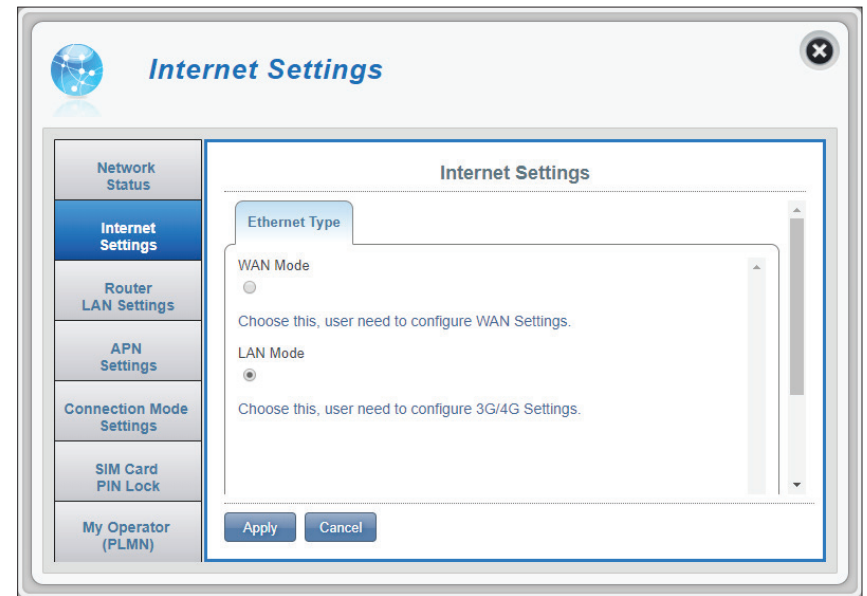 Internet Settings
Network
Status
Internet
Settings
Router
LAN Settings
APN
Settings
Connection Mode
Settings
SIM Card
PIN Lock
My Operator
(PLMN)
Internet Settings
Ethernet Type
WAN Mode
Choose this, user need to configure WAN Settings.
LAN Mode
Choose this, user need to configure 3G/4G Settings.
Apply Cancel